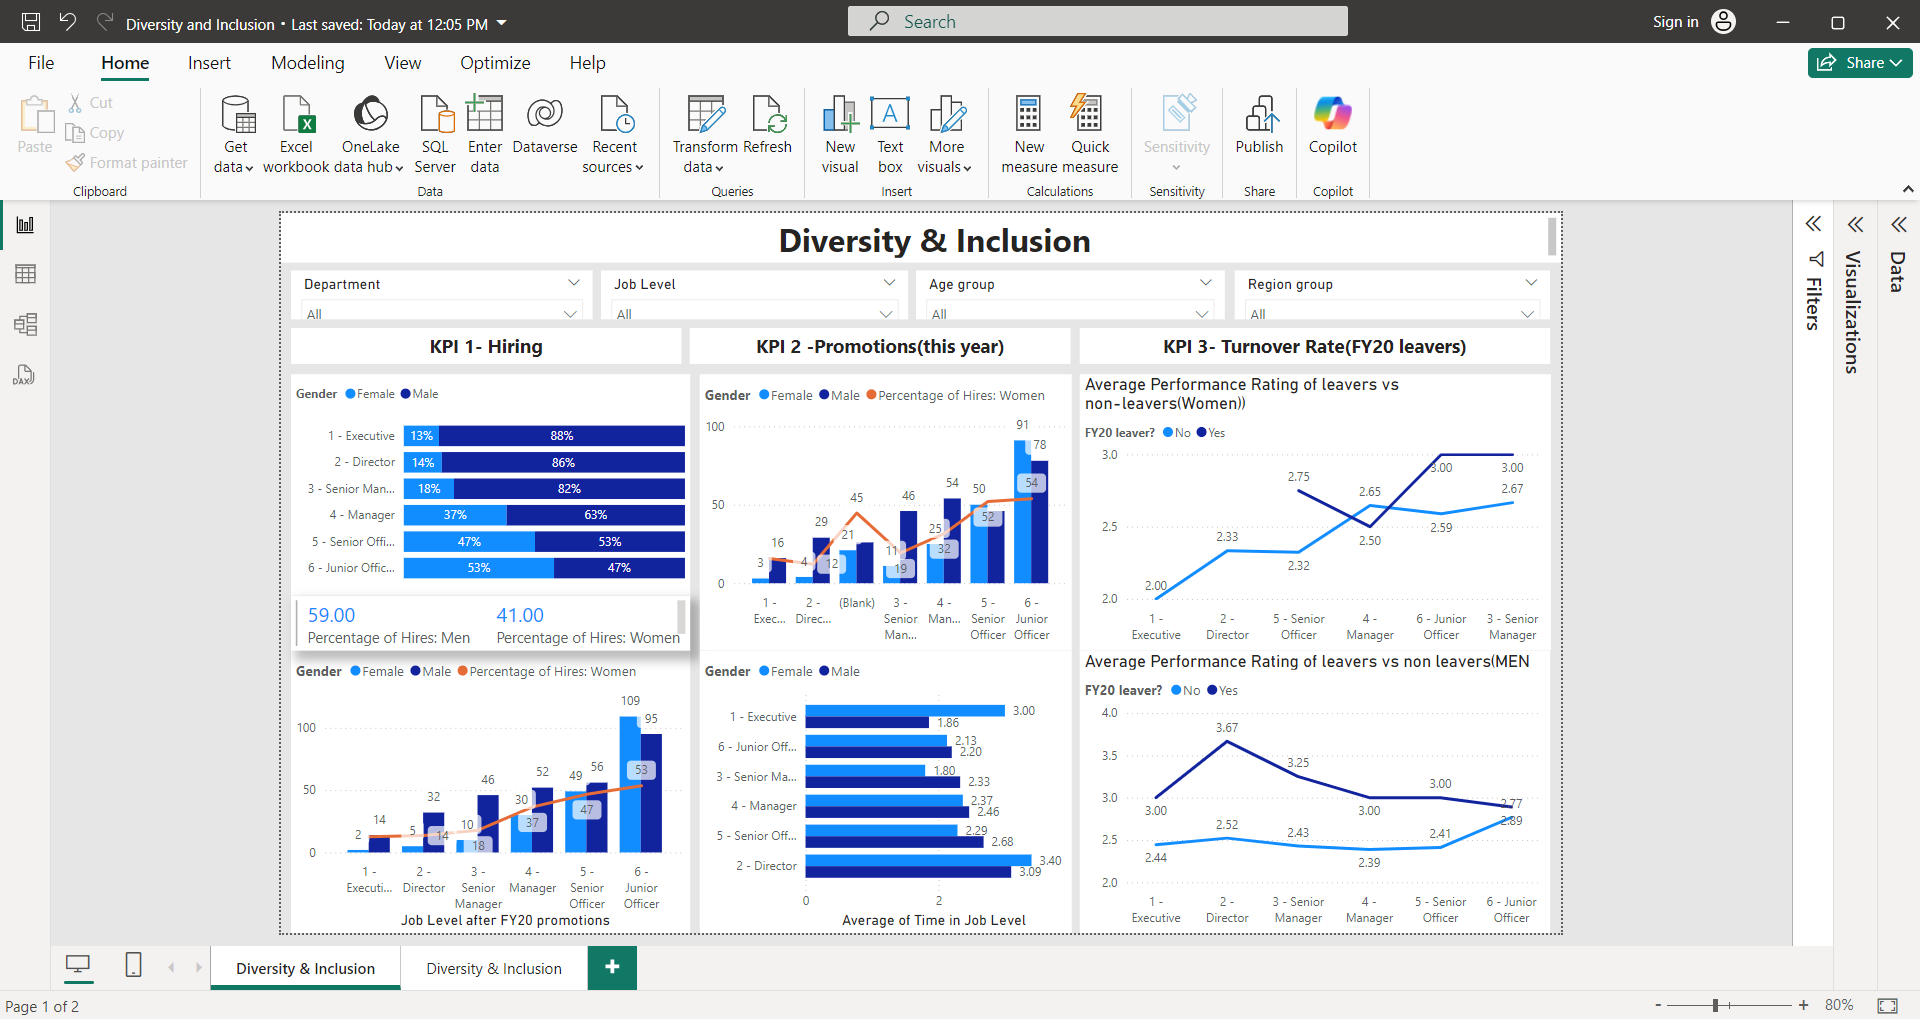 Diversity and Inclusion • Last saved: Today at 12:05 PM
Search
Sign in
File Home Insert Modeling View Optimize Help
Share
Paste
Cut
Copy
Format painter
Clipboard
Get data
Excel workbook
OneLake data hub
SQL Server
Enter data
Dataverse
Recent sources
Data
Transform data
Refresh
Queries
New visual
Text box
More visuals
Insert
New measure
Quick measure
Calculations
Sensitivity
Sensitivity
Publish
Share
Copilot
Copilot
DAX
Diversity & Inclusion
Department
All
Job Level
All
Age group
All
Region group
All
KPI 1- Hiring
KPI 2 -Promotions(this year)
KPI 3- Turnover Rate(FY20 leavers)
Gender Female Male
1 - Executive 13% 88%
2 - Director 14% 86%
3 - Senior Man... 18% 82%
4 - Manager 37% 63%
5 - Senior Offi... 47% 53%
6 - Junior Offic... 53% 47%
59.00
Percentage of Hires: Men
41.00
Percentage of Hires: Women
Gender Female Male Percentage of Hires: Women
100
50
0
2 14
5 32 14
10 46 18
30 52 37
49 56 47
109 95 53
1 - Executi...
2 - Director
3 - Senior Manager
4 - Manager
5 - Senior Officer
6 - Junior Officer
Job Level after FY20 promotions
Gender Female Male Percentage of Hires: Women
100
50
0
3 16
4 29 12
21 45
11 46 19
25 54 32
50 52
91 78 54
1 - Exec...
2 - Direc...
(Blank)
3 - Senior Man...
4 - Man...
5 - Senior Officer
6 - Junior Officer
Gender Female Male
1 - Executive 3.00 1.86
6 - Junior Off... 2.13 2.20
3 - Senior Ma... 1.80 2.33
4 - Manager 2.37 2.46
5 - Senior Off... 2.29 2.68
2 - Director 3.40 3.09
0 2
Average of Time in Job Level
Average Performance Rating of leavers vs
non-leavers(Women))
FY20 leaver? No Yes
3.0
2.5
2.0
2.00
2.33
2.75 2.32
2.65 2.50
3.00 2.59
3.00 2.67
1 - Executive
2 - Director
5 - Senior Officer
4 - Manager
6 - Junior Officer
3 - Senior Manager
Average Performance Rating of leavers vs non leavers(MEN
FY20 leaver? No Yes
4.0
3.5
3.0
2.5
2.0
3.00 2.44
3.67 2.52
3.25 2.43
3.00 2.39
3.00 2.41
2.77 2.89
1 - Executive
2 - Director
3 - Senior Manager
4 - Manager
5 - Senior Officer
6 - Junior Officer
Filters
Visualizations
Data
Diversity & Inclusion
Diversity & Inclusion
+
Page 1 of 2
- + 80%